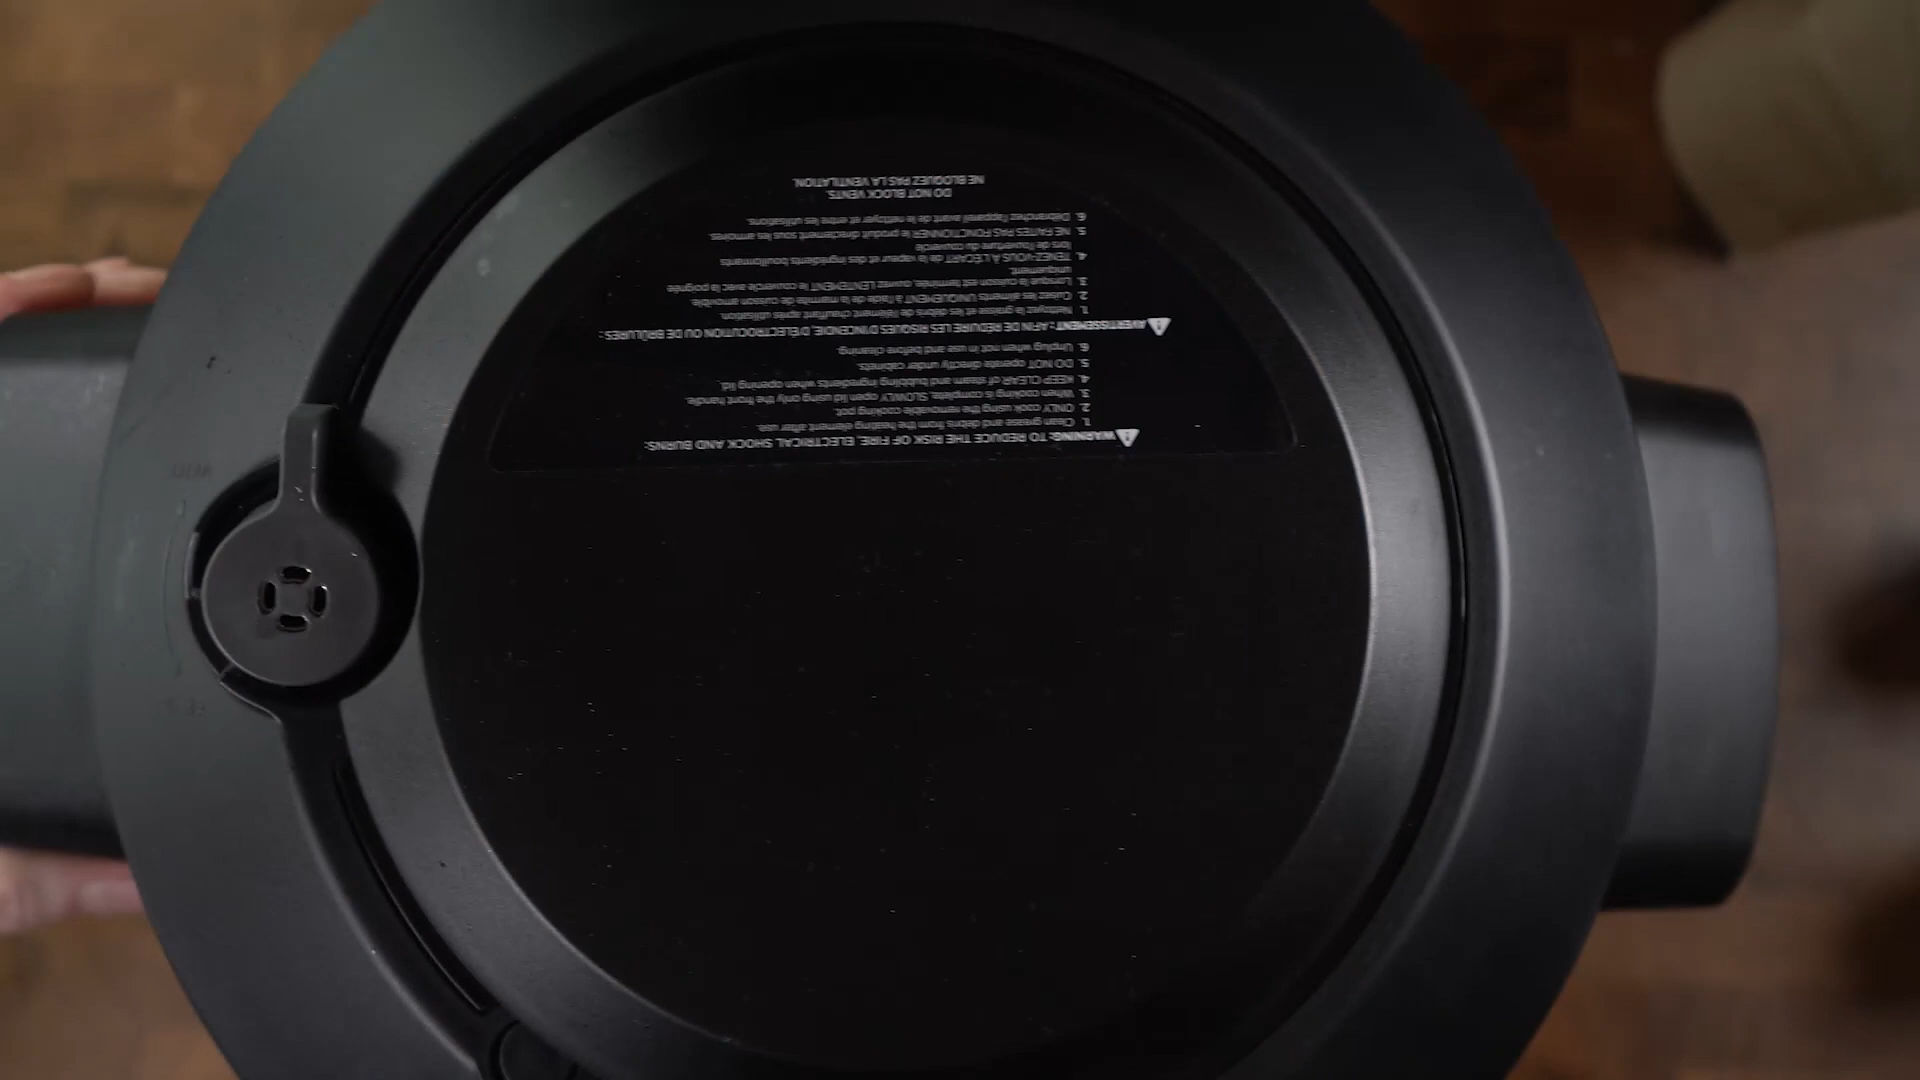 WARNING: TO REDUCE THE RISK OF FIRE, ELECTRICAL SHOCK AND BURNS:
1. Clean grease and debris from the heating element after use.
2. ONLY cook using the removable cooking pot.
3. When cooking is complete, SLOWLY open lid using only the front handle.
4. KEEP CLEAR of steam and bubbling ingredients when opening lid.
5. DO NOT operate directly under cabinets.
6. Unplug when not in use and before cleaning.
AVERTISSEMENT : AFIN DE RÉDUIRE LES RISQUES D'INCENDIE, D'ÉLECTROCUTION OU DE BRÛLURES :
1. Nettoyez la graisse et les débris de l'élément chauffant après utilisation.
2. Cuisez les aliments UNIQUEMENT à l'aide de la marmite de cuisson amovible.
3. Lorsque la cuisson est terminée, ouvrez LENTEMENT le couvercle avec la poignée
uniquement.
4. TENEZ-VOUS À L'ÉCART de la vapeur et des ingrédients bouillonnants
lors de l'ouverture du couvercle
5. NE FAITES PAS FONCTIONNER le produit directement sous les armoires.
6. Débranchez l'appareil avant de le nettoyer et entre les utilisations.
DO NOT BLOCK VENTS.
NE BLOQUEZ PAS LA VENTILATION.